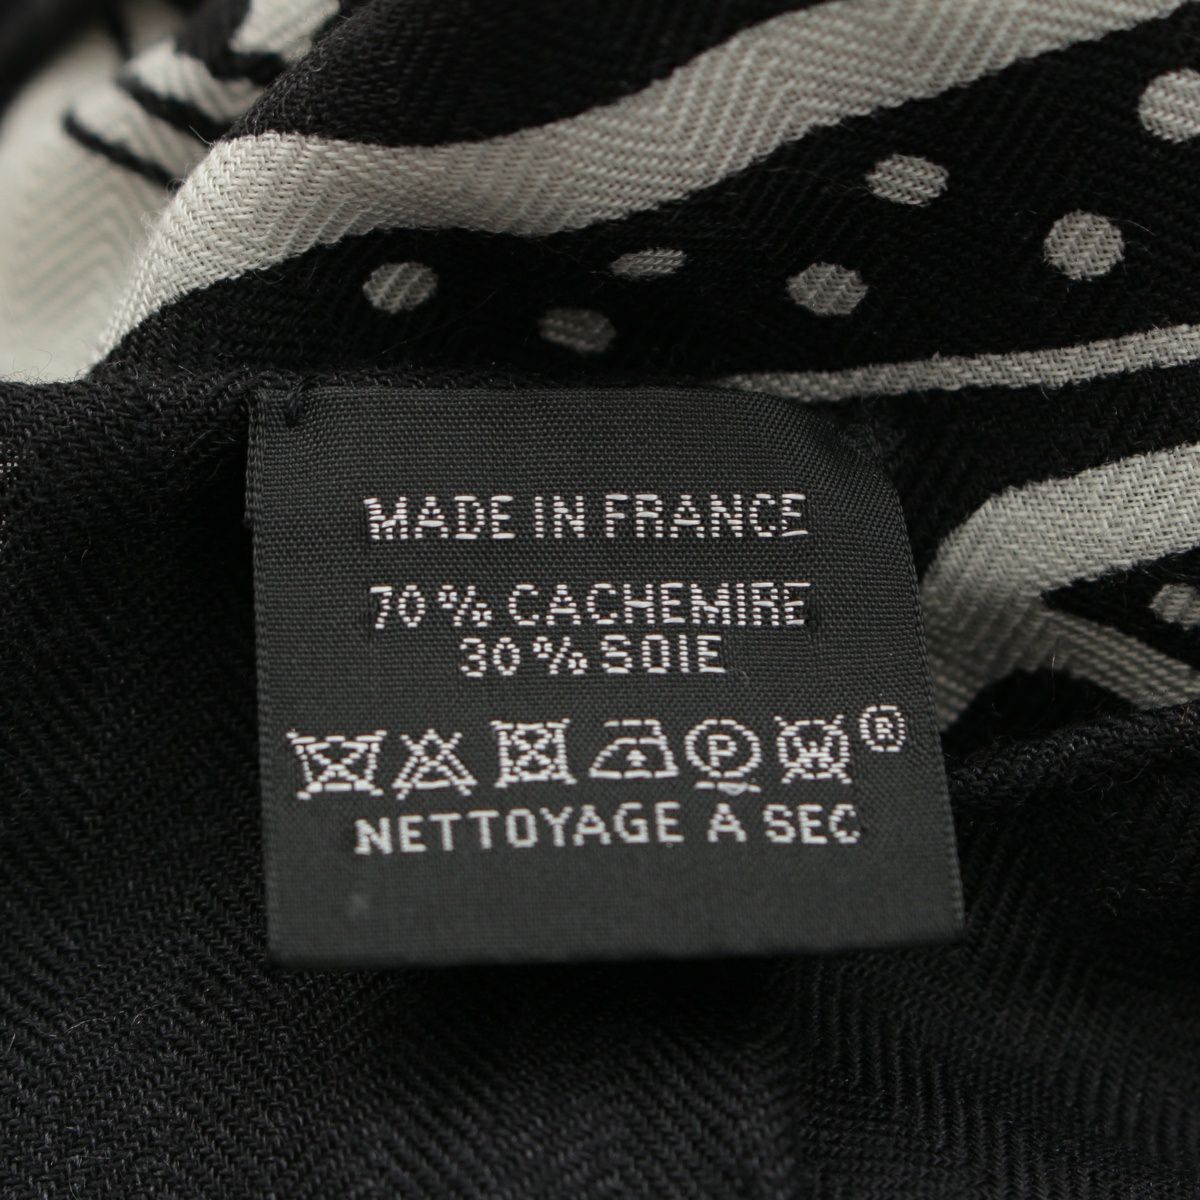 MADE IN FRANCE
70% CACHEMIRE
30% SOIE
P W ®
NETTOYAGE A SEC